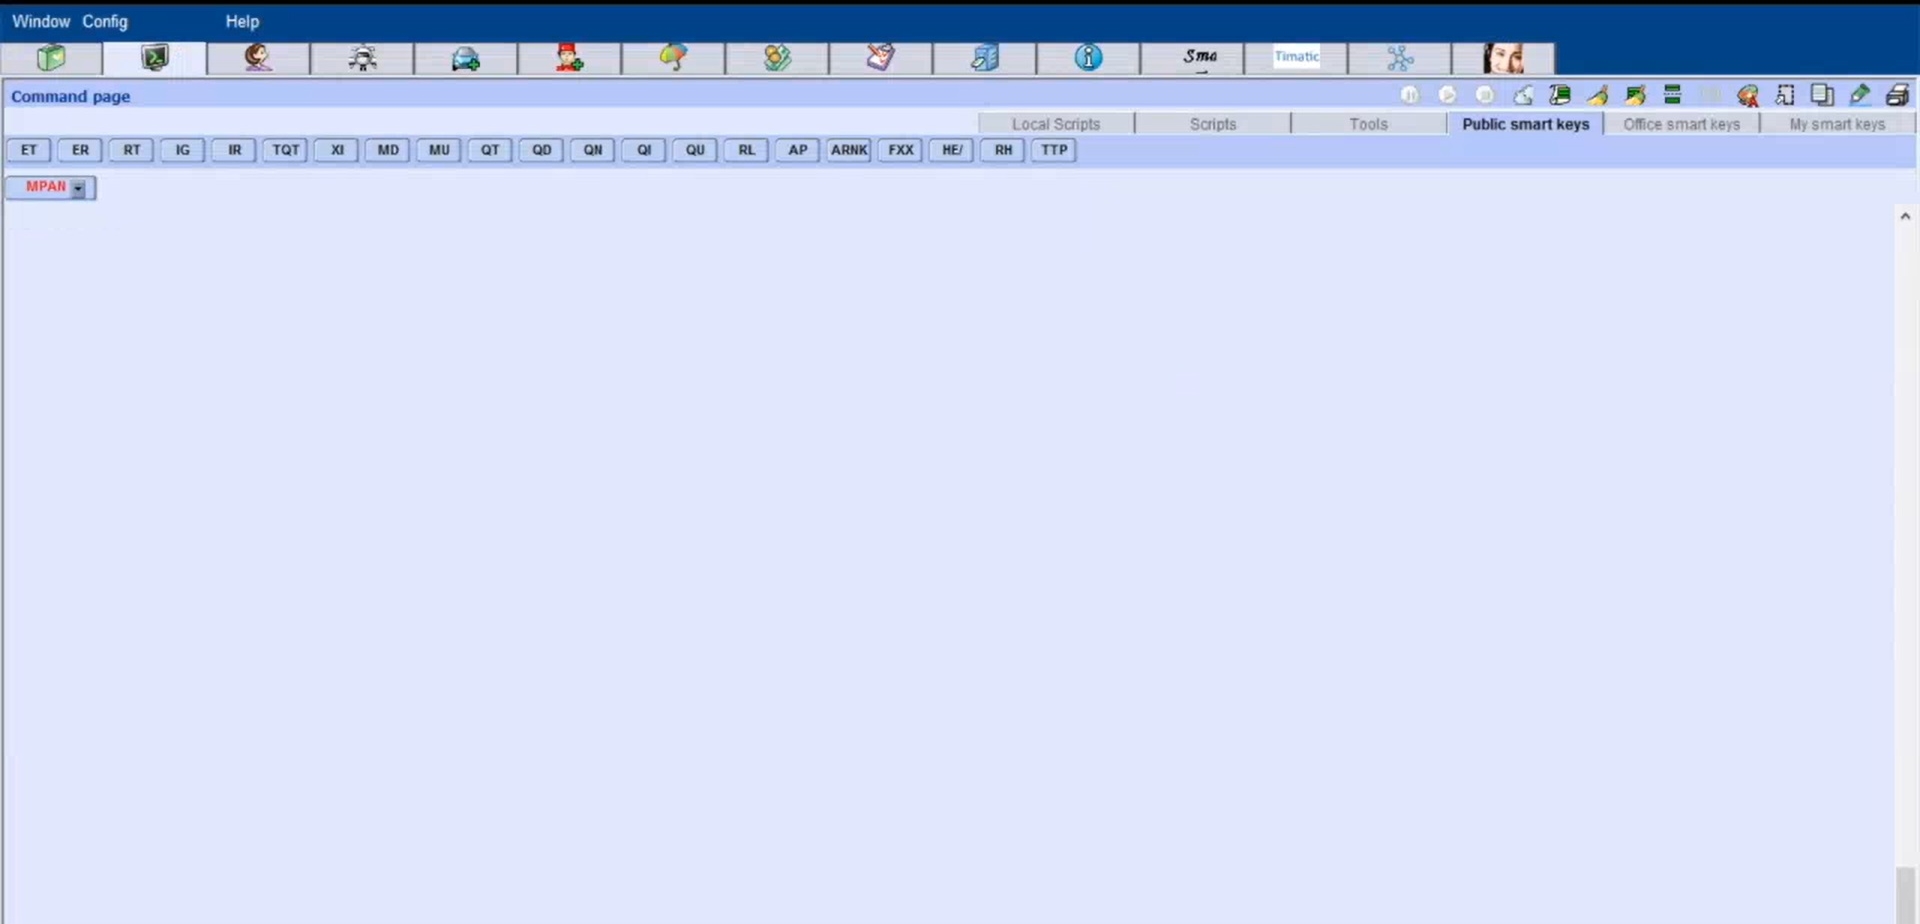 Window Config Help
Sma Timatic
Command page
Local Scripts Scripts Tools Public smart keys Office smart keys My smart keys
ET ER RT IG IR TQT XI MD MU QT QD QN QI QU RL AP ARNK FXX HE/ RH TTP
MPAN